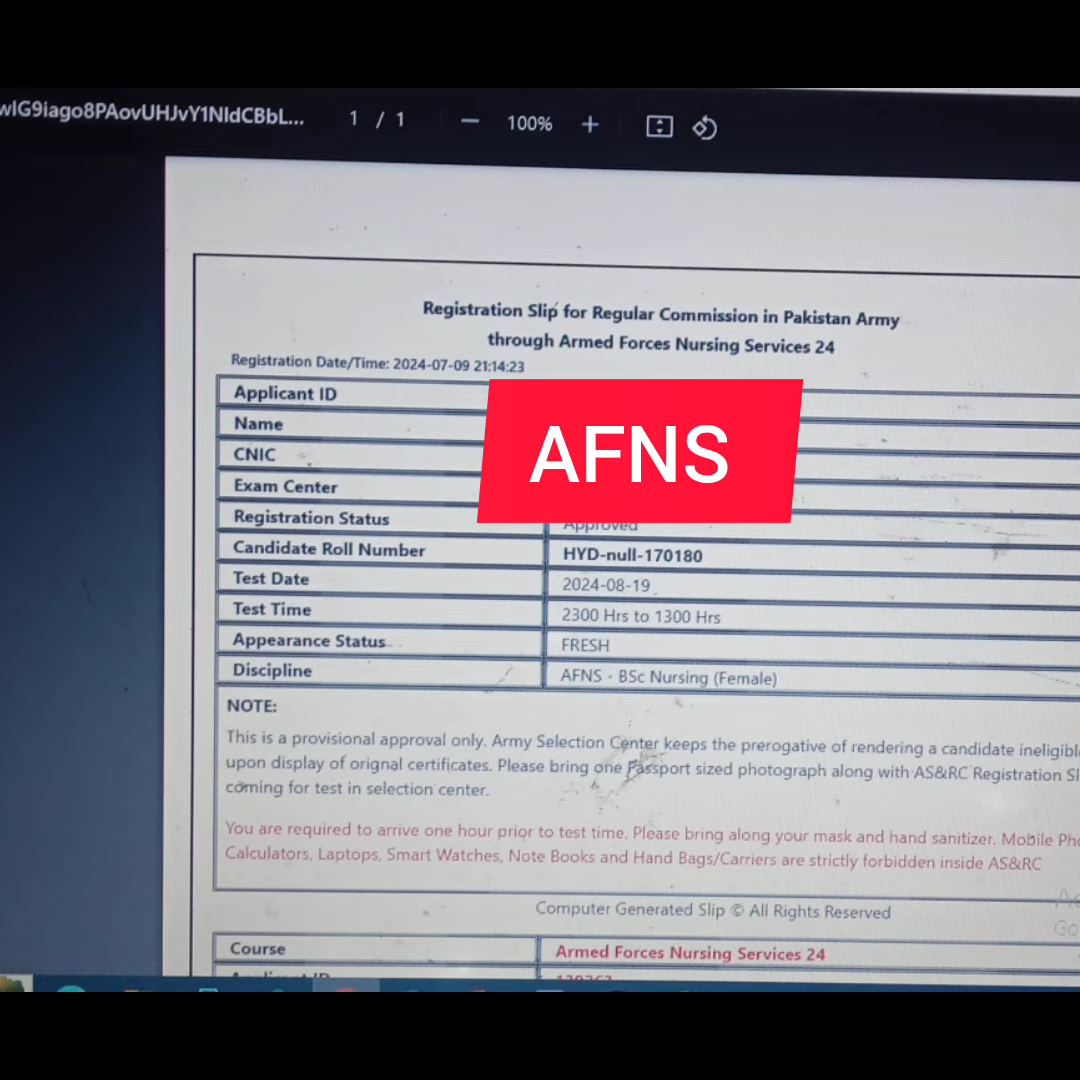 wIG9iago8PAovUHJvY1NldCBbL...
1 / 1
100%
Registration Slip for Regular Commission in Pakistan Army
through Armed Forces Nursing Services 24
Registration Date/Time: 2024-07-09 21:14:23
Applicant ID
Name
CNIC
Exam Center
AFNS
Registration Status Approved
Candidate Roll Number HYD-null-170180
Test Date 2024-08-19
Test Time 2300 Hrs to 1300 Hrs
Appearance Status FRESH
Discipline AFNS - BSc Nursing (Female)
NOTE:
This is a provisional approval only. Army Selection Center keeps the prerogative of rendering a candidate ineligible
upon display of orignal certificates. Please bring one Passport sized photograph along with AS&RC Registration Sl
coming for test in selection center.
You are required to arrive one hour prior to test time. Please bring along your mask and hand sanitizer. Mobile Pho
Calculators, Laptops, Smart Watches, Note Books and Hand Bags/Carriers are strictly forbidden inside AS&RC
Computer Generated Slip © All Rights Reserved
Course Armed Forces Nursing Services 24
Applicant ID